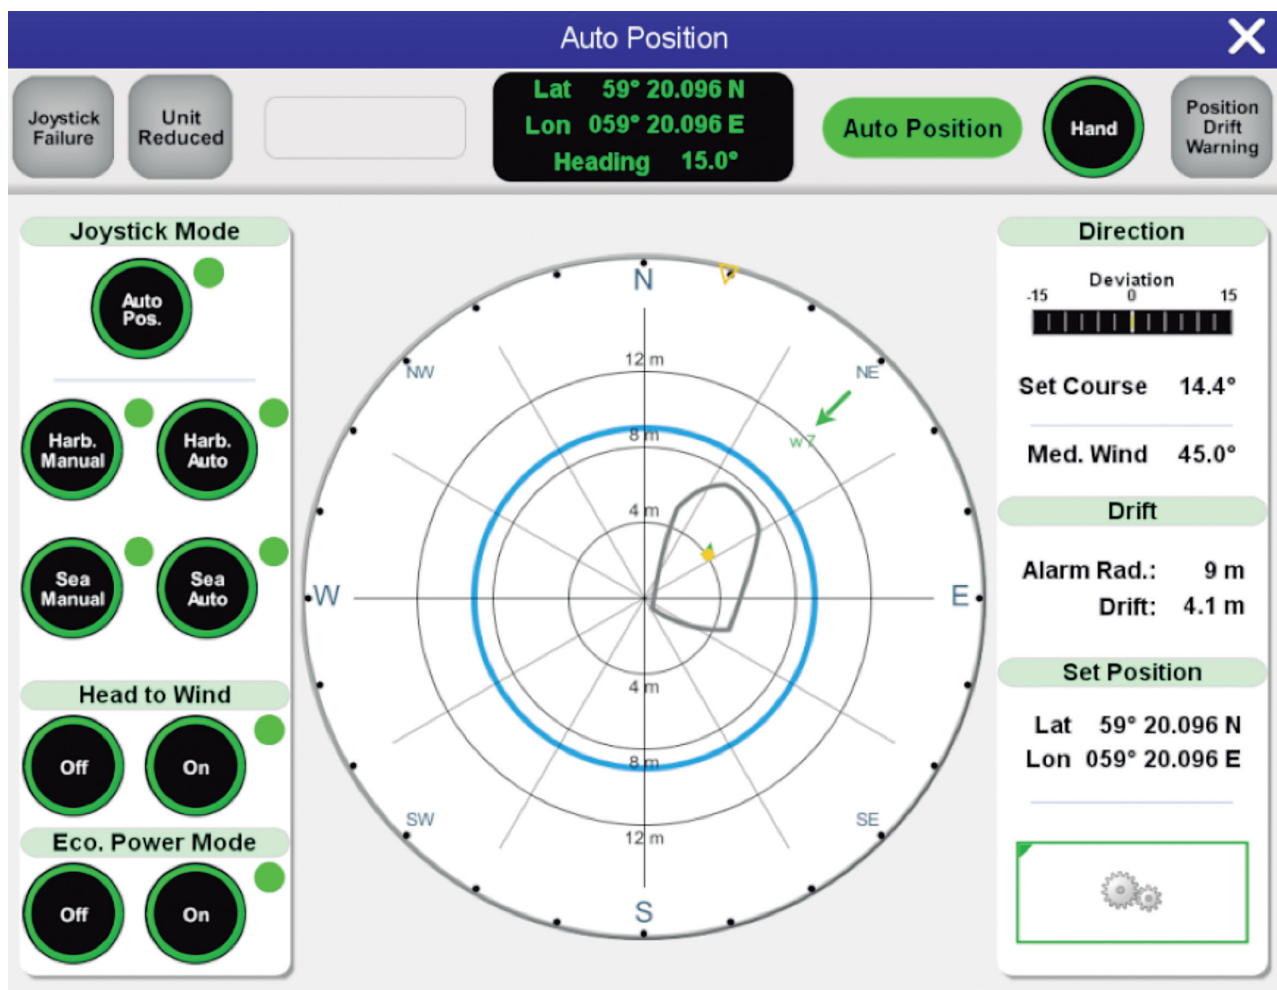 Auto Position
Joystick
Failure
Unit
Reduced
Lat 59° 20.096 N
Lon 059° 20.096 E
Heading 15.0°
Auto Position
Hand
Position
Drift
Warning
Joystick Mode
Auto
Pos.
Harb.
Manual
Harb.
Auto
Sea
Manual
Sea
Auto
Head to Wind
Off
On
Eco. Power Mode
Off
On
N
12 m
NW
NE
w 7
8 m
4 m
W
E
4 m
8 m
SW
SE
12 m
S
Direction
Deviation
-15 0 15
Set Course 14.4°
Med. Wind 45.0°
Drift
Alarm Rad.: 9 m
Drift: 4.1 m
Set Position
Lat 59° 20.096 N
Lon 059° 20.096 E